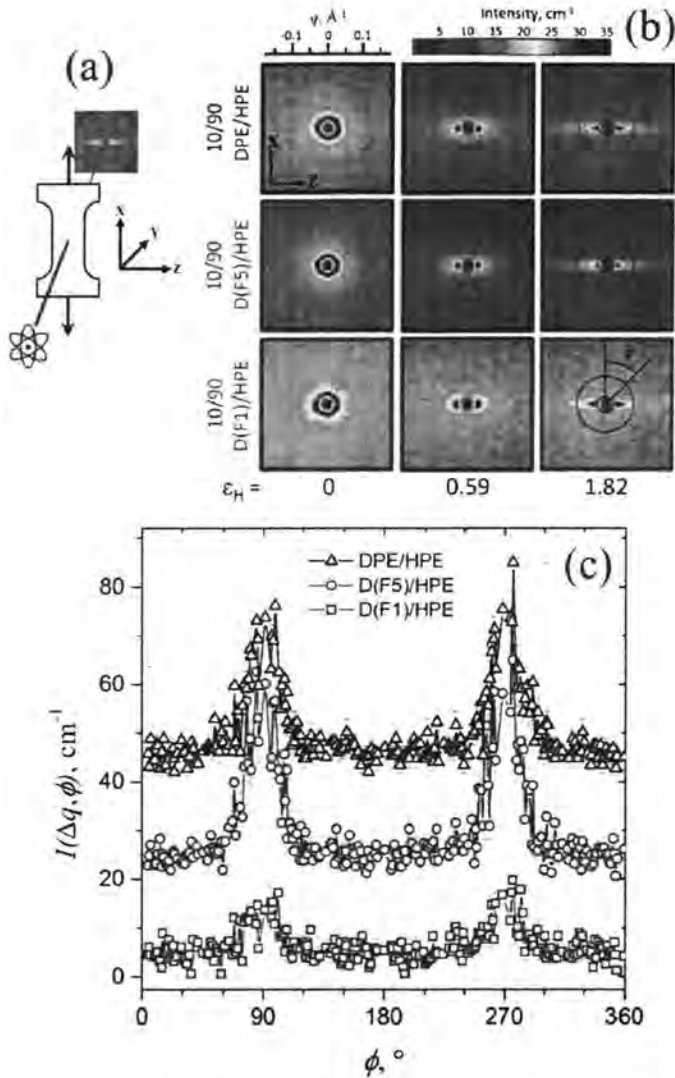 (a)
X
Y
Z
(b)
Intensity, cm⁻¹
-0.1 0 0.1
5 10 15 20 25 30 35
10/90
DPE/HPE
X
Z
10/90
D(F5)/HPE
10/90
D(F1)/HPE
ε_H = 0 0.59 1.82
(c)
DPE/HPE
D(F5)/HPE
D(F1)/HPE
I(Δq,ϕ), cm⁻¹
80
60
40
20
0
0 90 180 270 360
ϕ, °